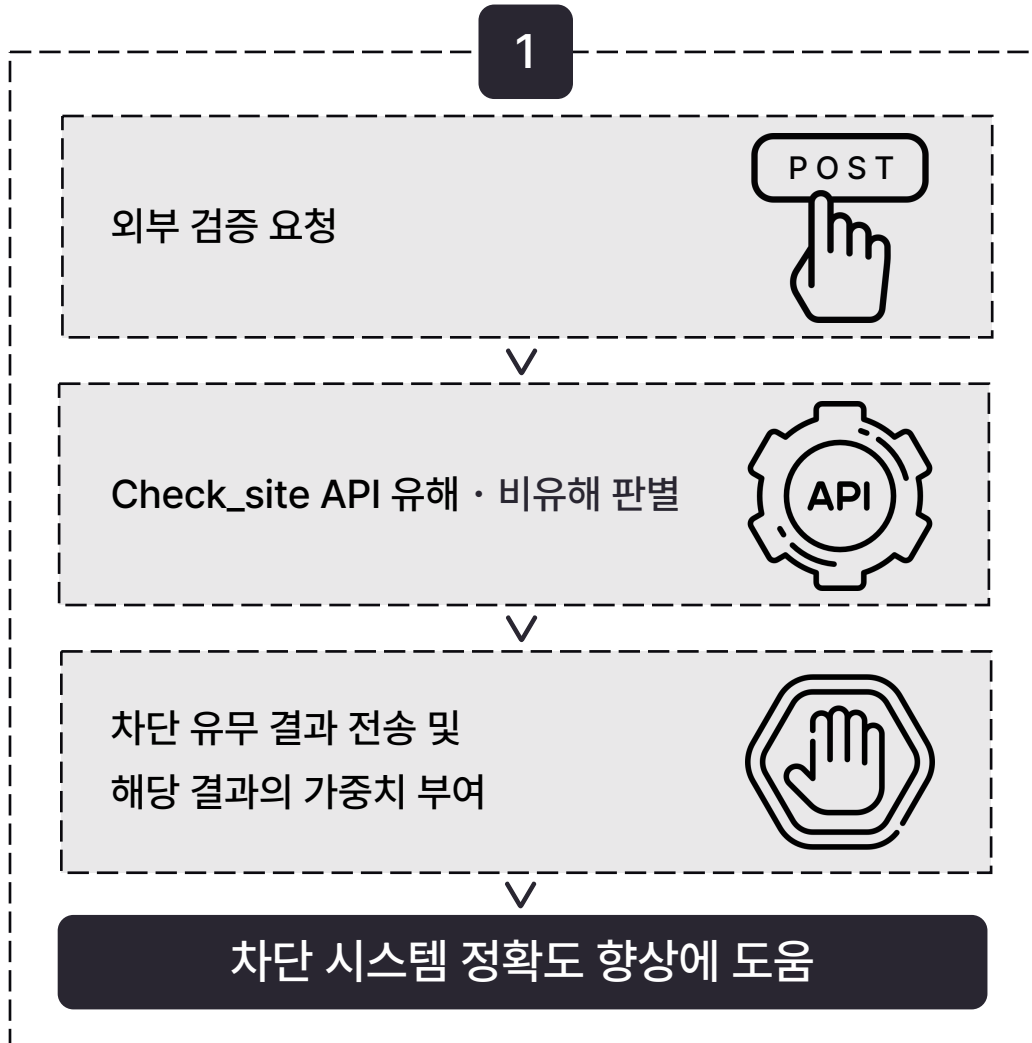 1
외부 검증 요청
POST
Check_site API 유해 · 비유해 판별
API
차단 유무 결과 전송 및
해당 결과의 가중치 부여
차단 시스템 정확도 향상에 도움